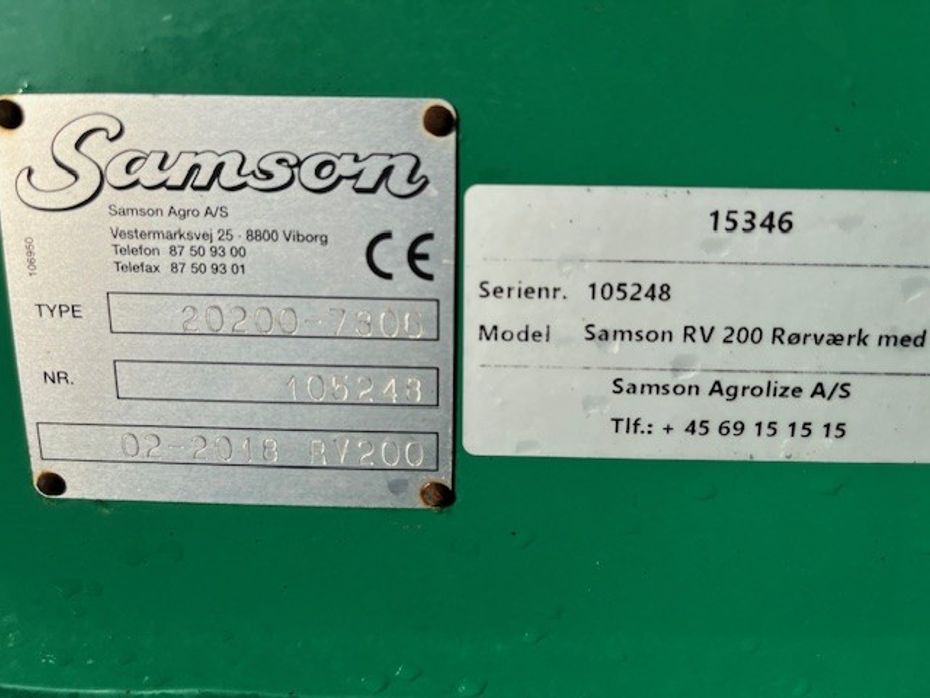 Samson
Samson Agro A/S
Vestermarksvej 25 · 8800 Viborg
Telefon 87 50 93 00
Telefax 87 50 93 01
CE
106950
TYPE 20200-7306
NR. 105248
02-2018 RV200
15346
Serienr. 105248
Model Samson RV 200 Rørværk med
Samson Agrolize A/S
Tlf.: + 45 69 15 15 15